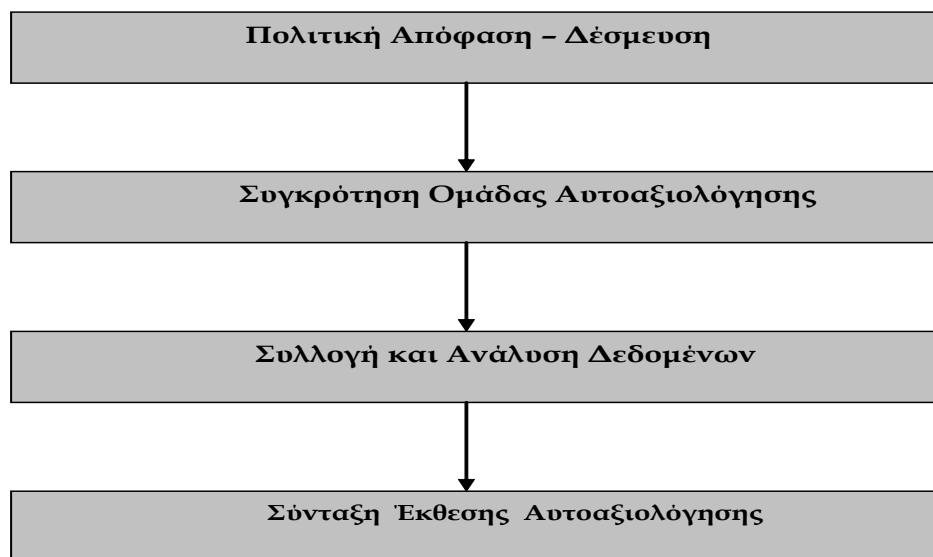 Πολιτική Απόφαση – Δέσμευση
Συγκρότηση Ομάδας Αυτοαξιολόγησης
Συλλογή και Ανάλυση Δεδομένων
Σύνταξη Έκθεσης Αυτοαξιολόγησης